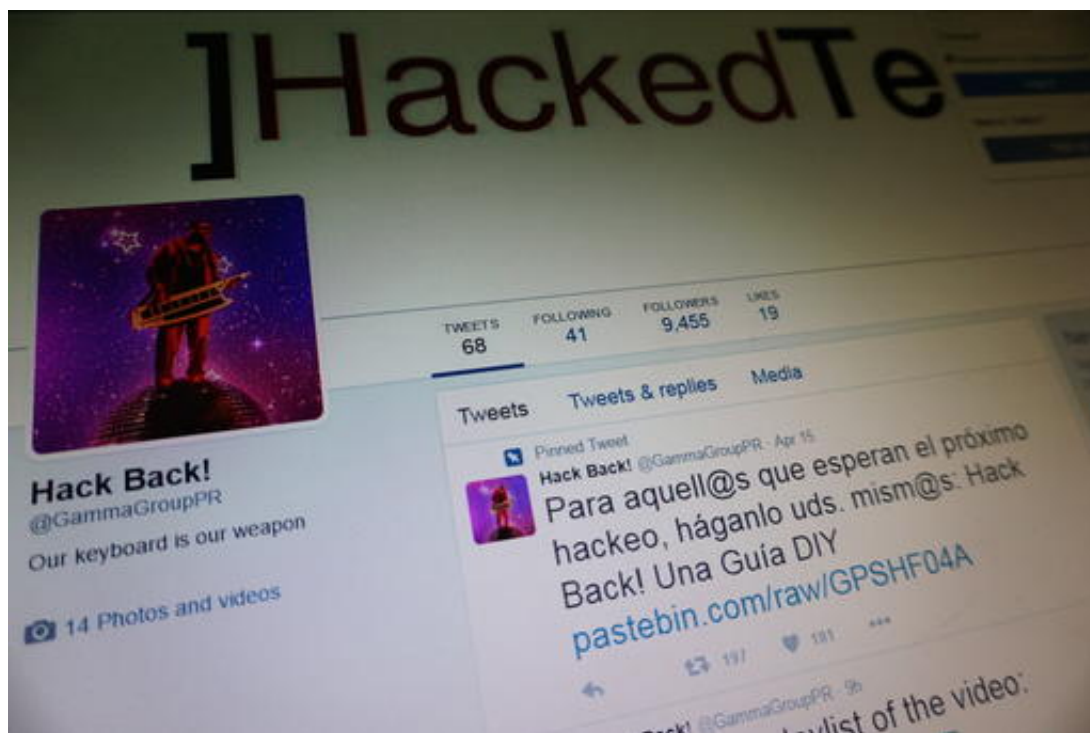 ]HackedTe
TWEETS
68
FOLLOWING
41
FOLLOWERS
9,455
LIKES
19
Hack Back!
@GammaGroupPR
Our keyboard is our weapon
14 Photos and videos
Tweets
Tweets & replies
Media
Pinned Tweet
Hack Back! @GammaGroupPR · Apr 15
Para aquell@s que esperan el próximo
hackeo, háganlo uds. mism@s: Hack
Back! Una Guía DIY
pastebin.com/raw/GPSHF04A
197
191
@GammaGroupPR · 9h
of the video: